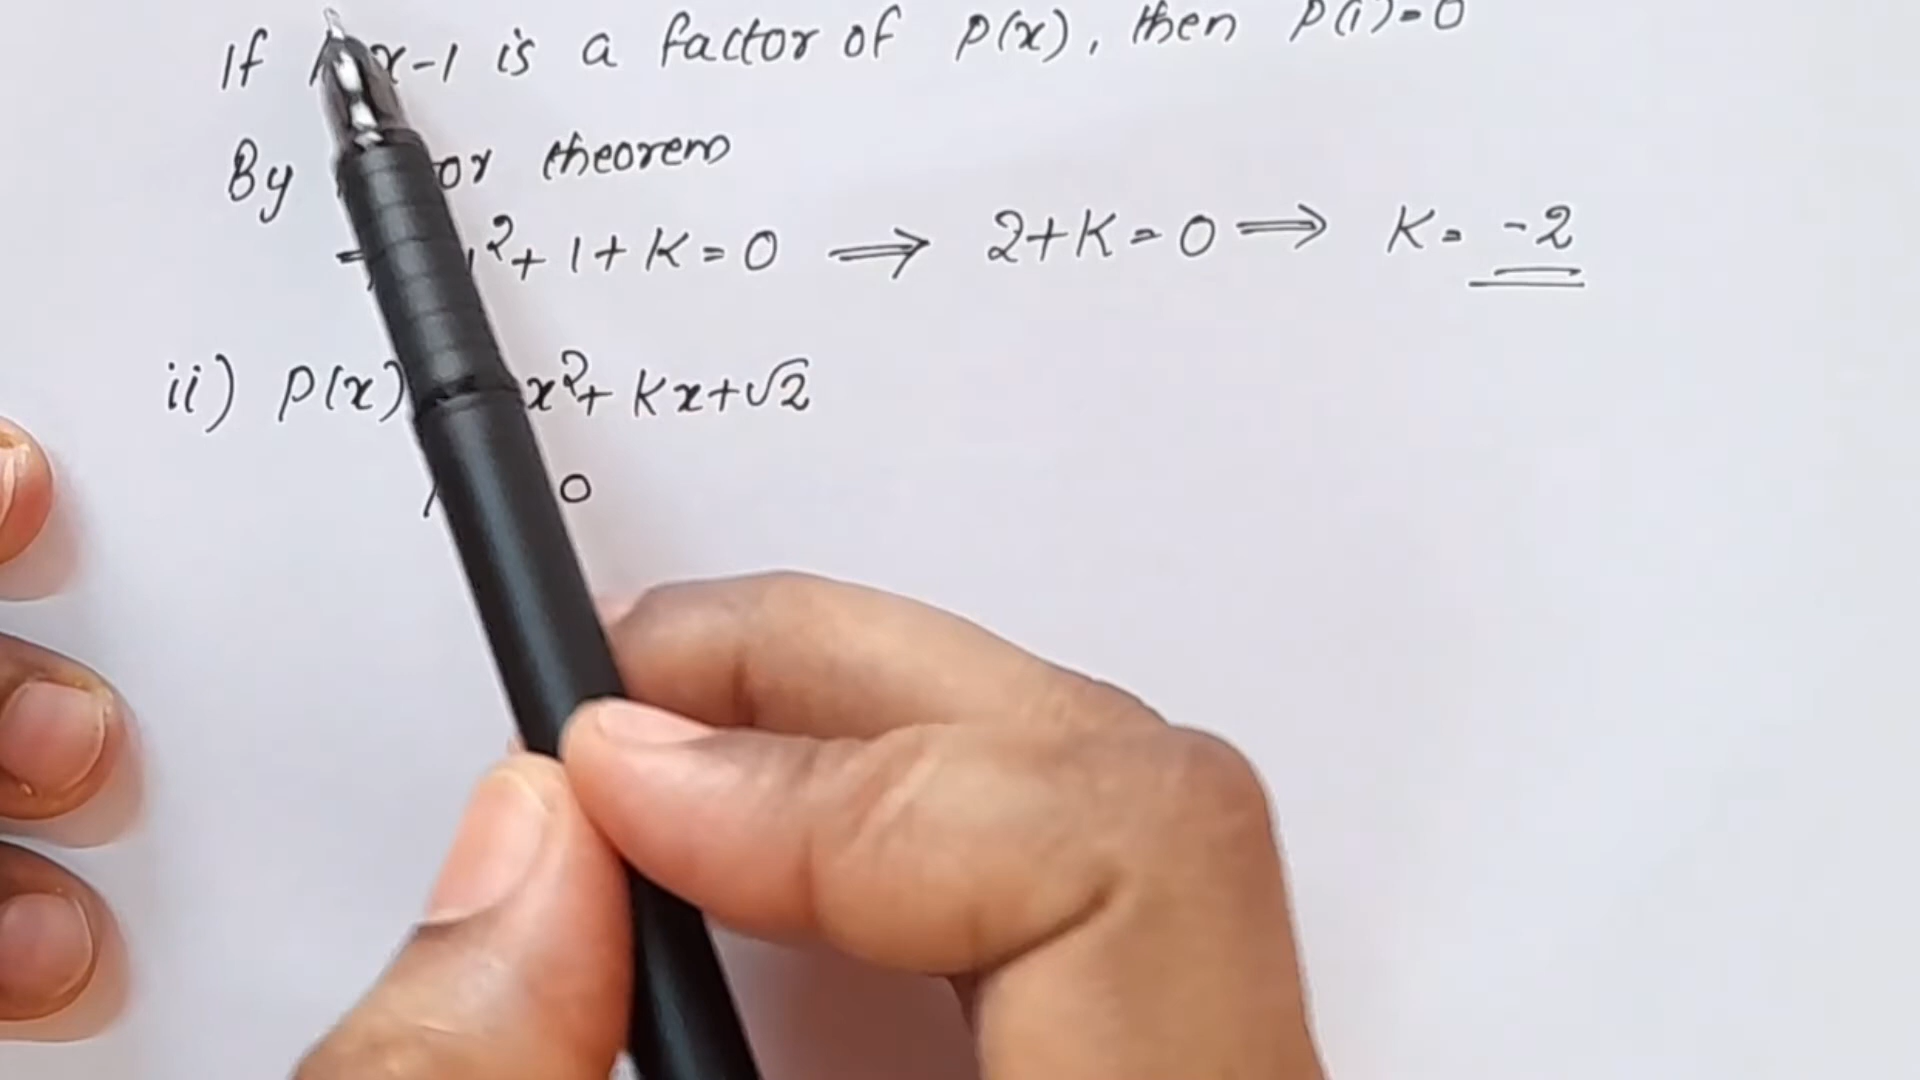 If x-1 is a factor of p(x), then p(1)=0
By theorem
²+1+K=0 ⟹ 2+K=0 ⟹ K=-2
ii) P(x) x²+Kx+√2
0